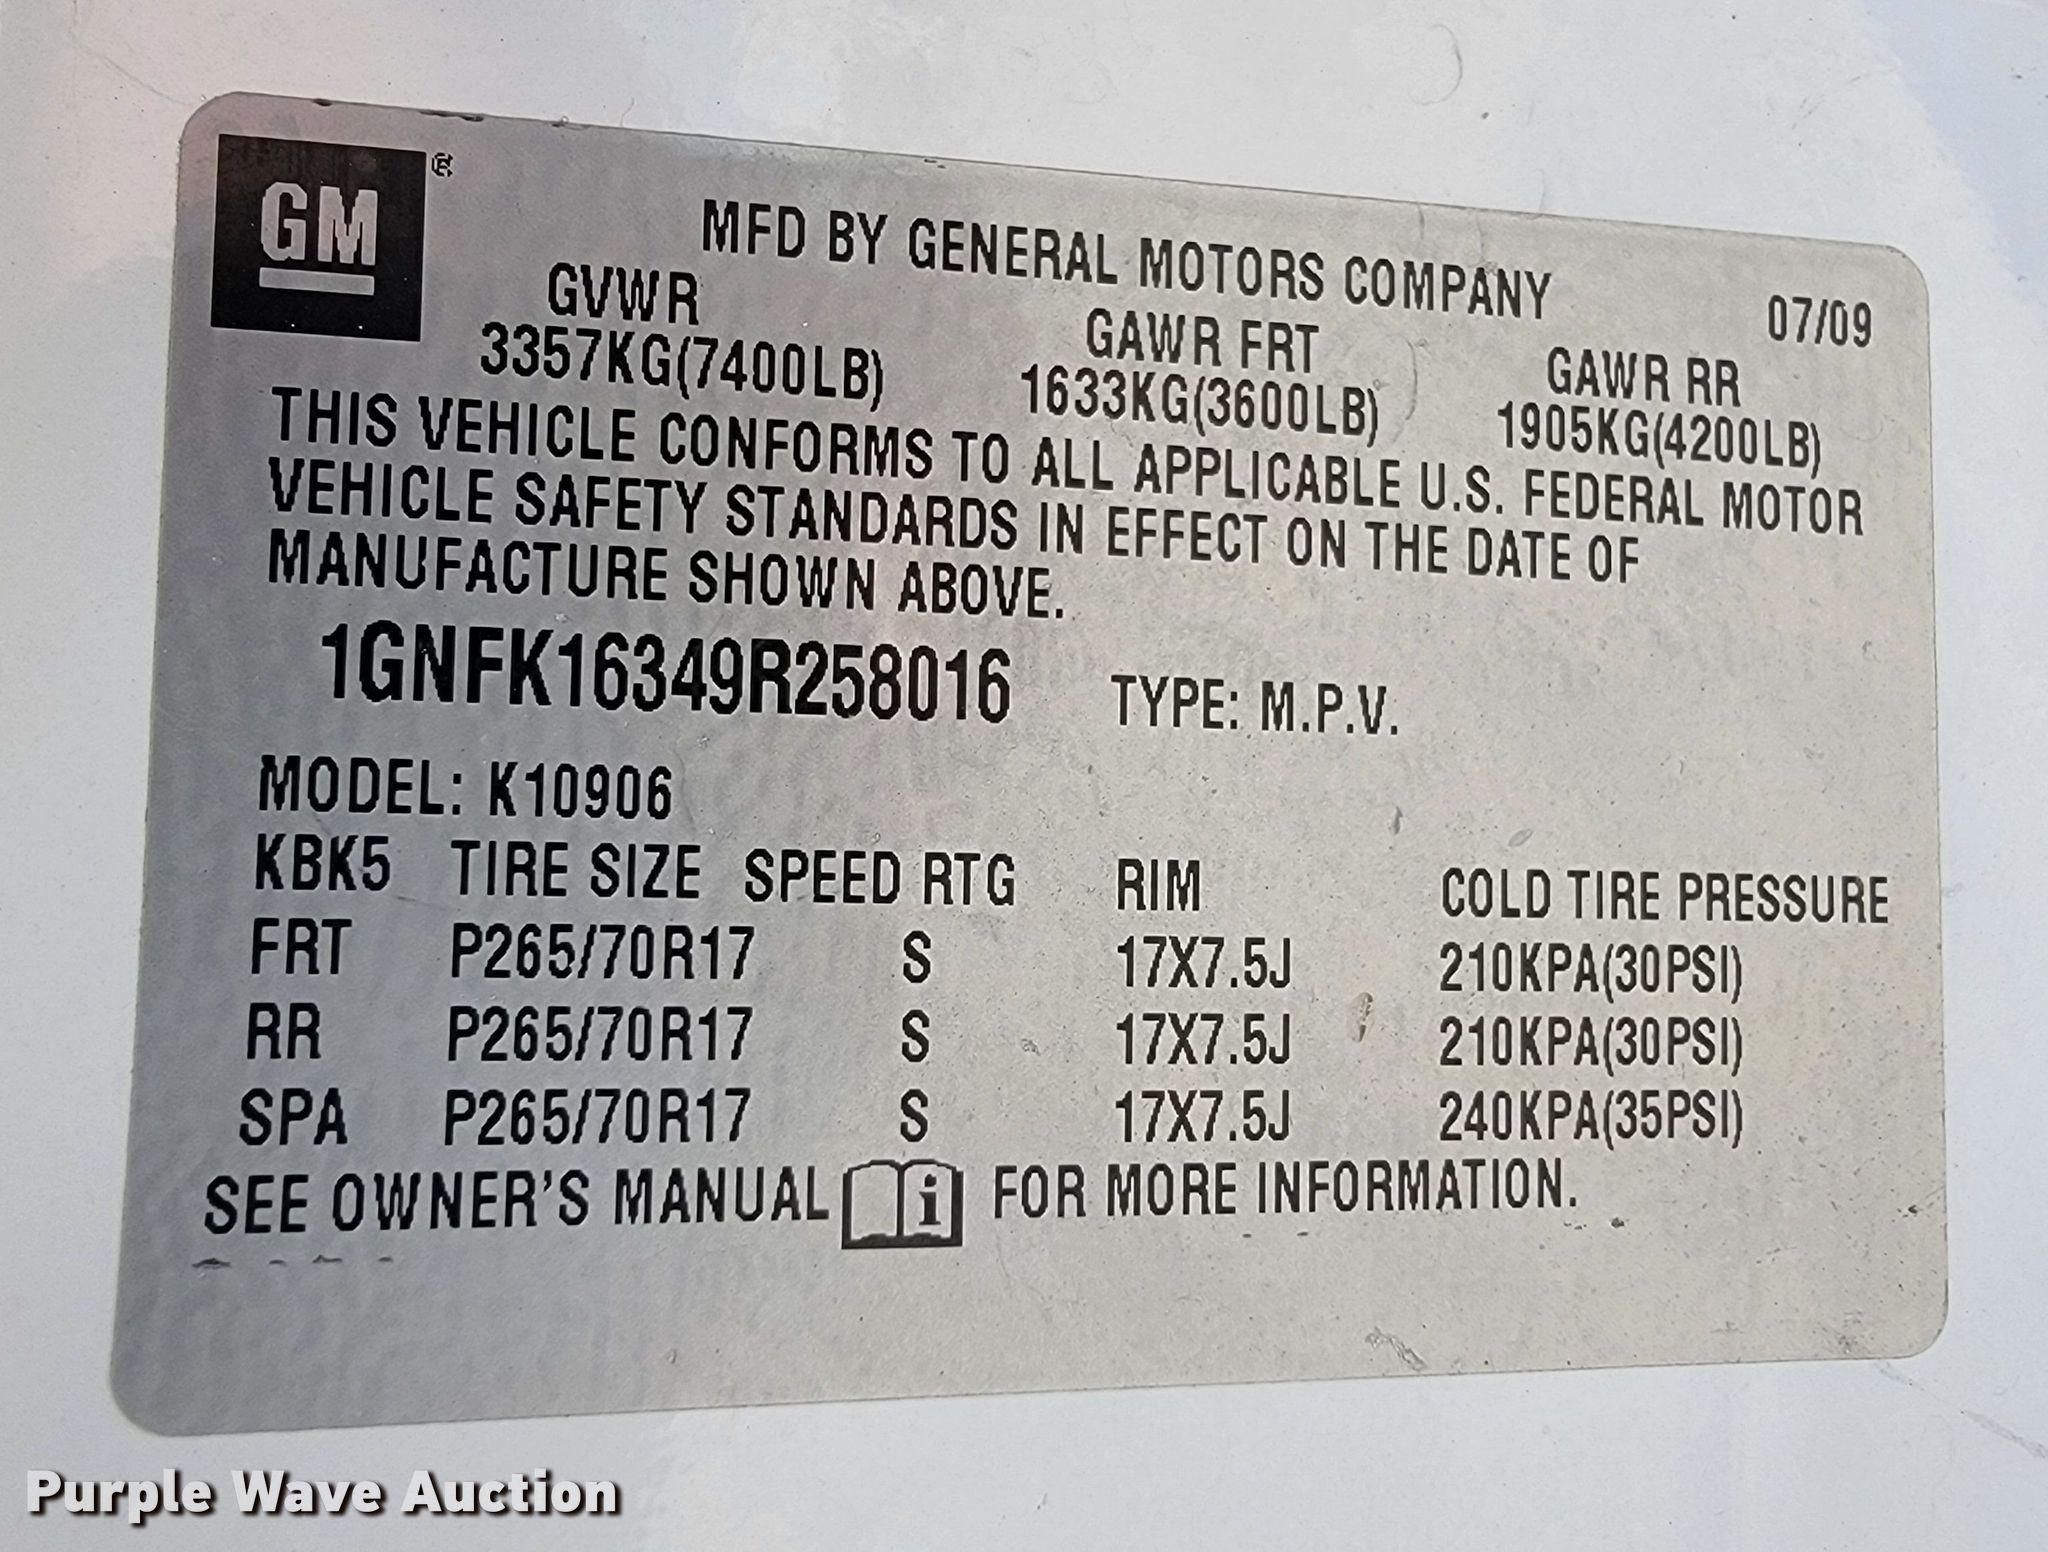 GM
MFD BY GENERAL MOTORS COMPANY 07/09
GVWR GAWR FRT GAWR RR
3357KG(7400LB) 1633KG(3600LB) 1905KG(4200LB)
THIS VEHICLE CONFORMS TO ALL APPLICABLE U.S. FEDERAL MOTOR
VEHICLE SAFETY STANDARDS IN EFFECT ON THE DATE OF
MANUFACTURE SHOWN ABOVE.
1GNFK16349R258016 TYPE: M.P.V.
MODEL: K10906
KBK5 TIRE SIZE SPEED RTG RIM COLD TIRE PRESSURE
FRT P265/70R17 S 17X7.5J 210KPA(30PSI)
RR P265/70R17 S 17X7.5J 210KPA(30PSI)
SPA P265/70R17 S 17X7.5J 240KPA(35PSI)
SEE OWNER'S MANUAL i FOR MORE INFORMATION.
Purple Wave Auction